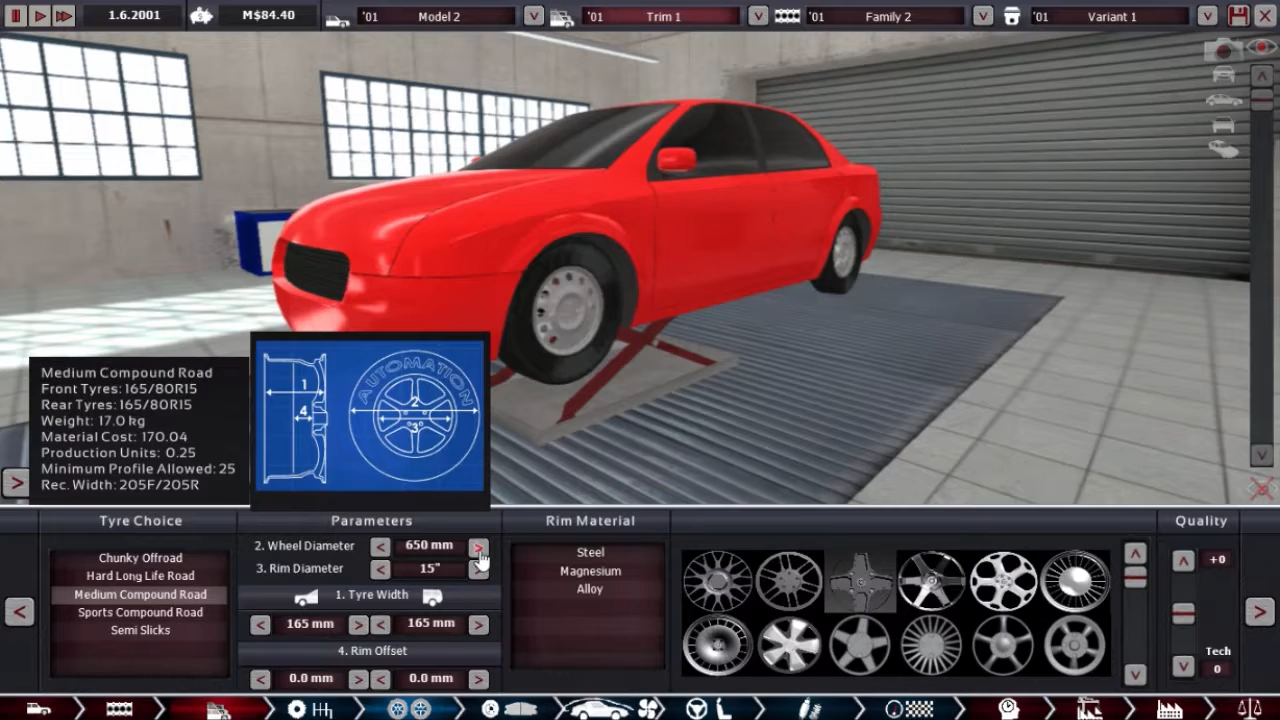 1.6.2001
M$84.40
'01 Model 2
'01 Trim 1
'01 Family 2
'01 Variant 1
Medium Compound Road
Front Tyres: 165/80R15
Rear Tyres: 165/80R15
Weight: 17.0 kg
Material Cost: 170.04
Production Units: 0.25
Minimum Profile Allowed: 25
Rec. Width: 205F/205R
AUTOMATION
1
2
4
3
Tyre Choice
Chunky Offroad
Hard Long Life Road
Medium Compound Road
Sports Compound Road
Semi Slicks
Parameters
2. Wheel Diameter < 650 mm >
3. Rim Diameter < 15" >
1. Tyre Width
< 165 mm > < 165 mm >
4. Rim Offset
< 0.0 mm > < 0.0 mm >
Rim Material
Steel
Magnesium
Alloy
Quality
+0
Tech
0